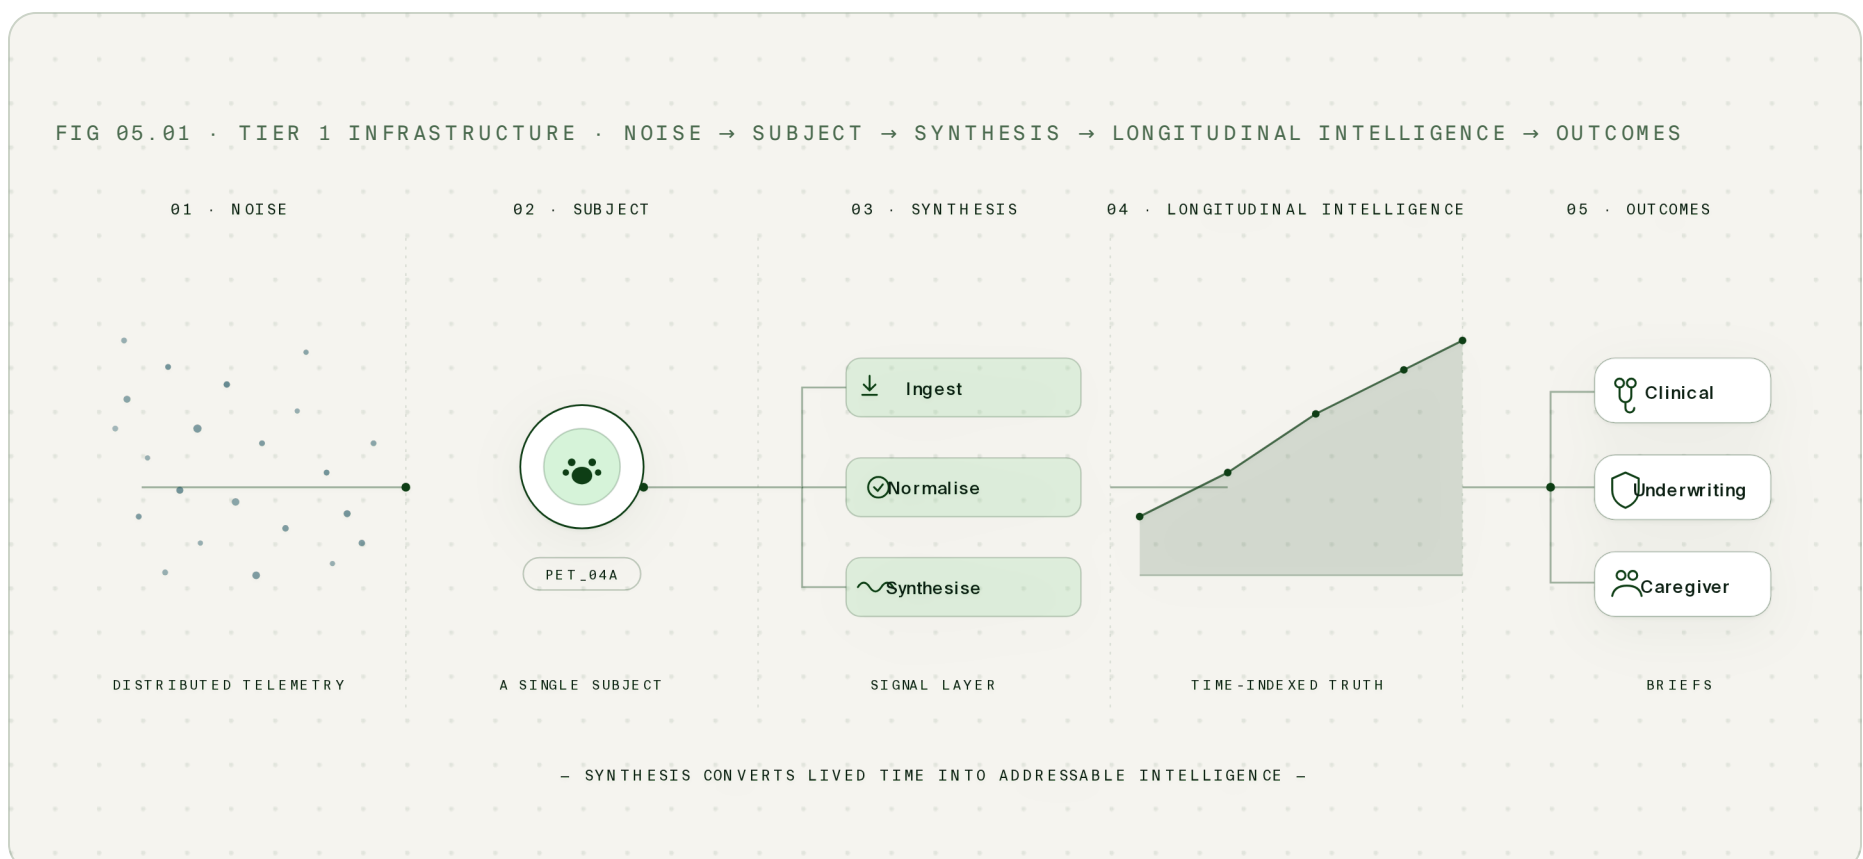 FIG 05.01 · TIER 1 INFRASTRUCTURE · NOISE → SUBJECT → SYNTHESIS → LONGITUDINAL INTELLIGENCE → OUTCOMES
01 · NOISE
02 · SUBJECT
03 · SYNTHESIS
04 · LONGITUDINAL INTELLIGENCE
05 · OUTCOMES
PET_04A
Ingest
Normalise
Synthesise
Clinical
Underwriting
Caregiver
DISTRIBUTED TELEMETRY
A SINGLE SUBJECT
SIGNAL LAYER
TIME-INDEXED TRUTH
BRIEFS
— SYNTHESIS CONVERTS LIVED TIME INTO ADDRESSABLE INTELLIGENCE —